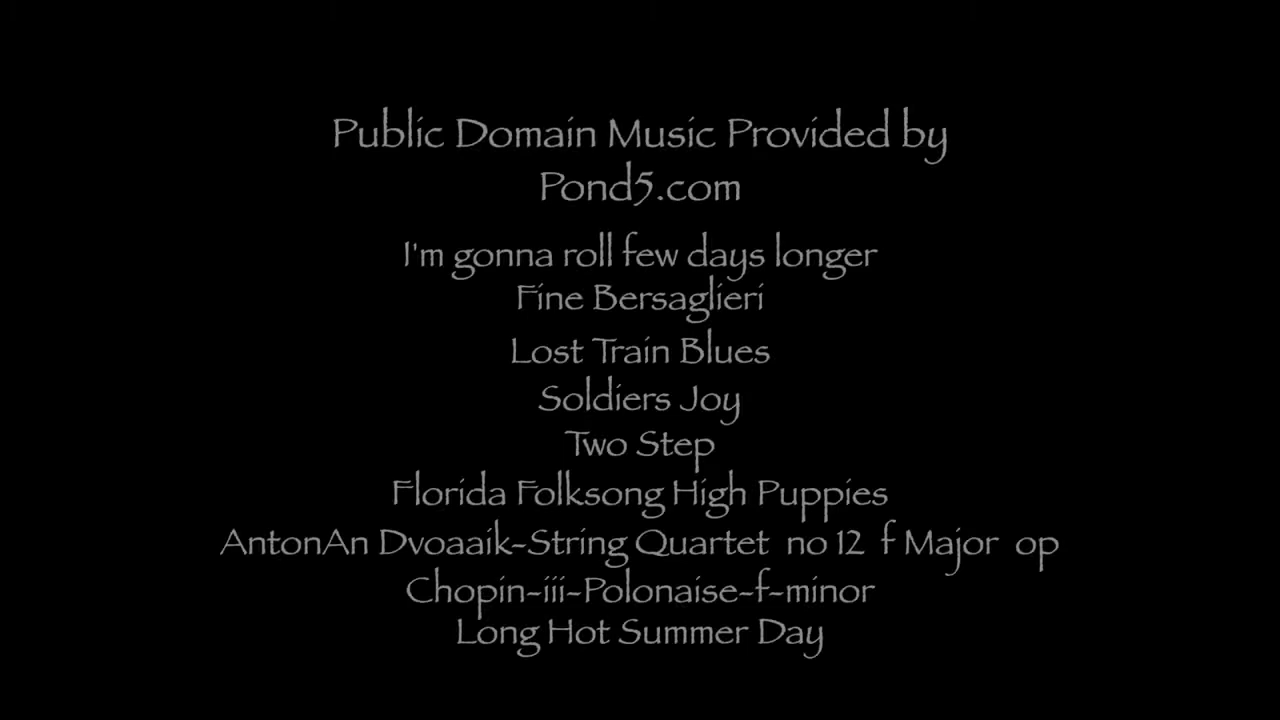 Public Domain Music Provided by
Pond5.com
I'm gonna roll few days longer
Fine Bersaglieri
Lost Train Blues
Soldiers Joy
Two Step
Florida Folksong High Puppies
AntonAn Dvoaaik-String Quartet no 12 f Major op
Chopin-iii-Polonaise-f-minor
Long Hot Summer Day